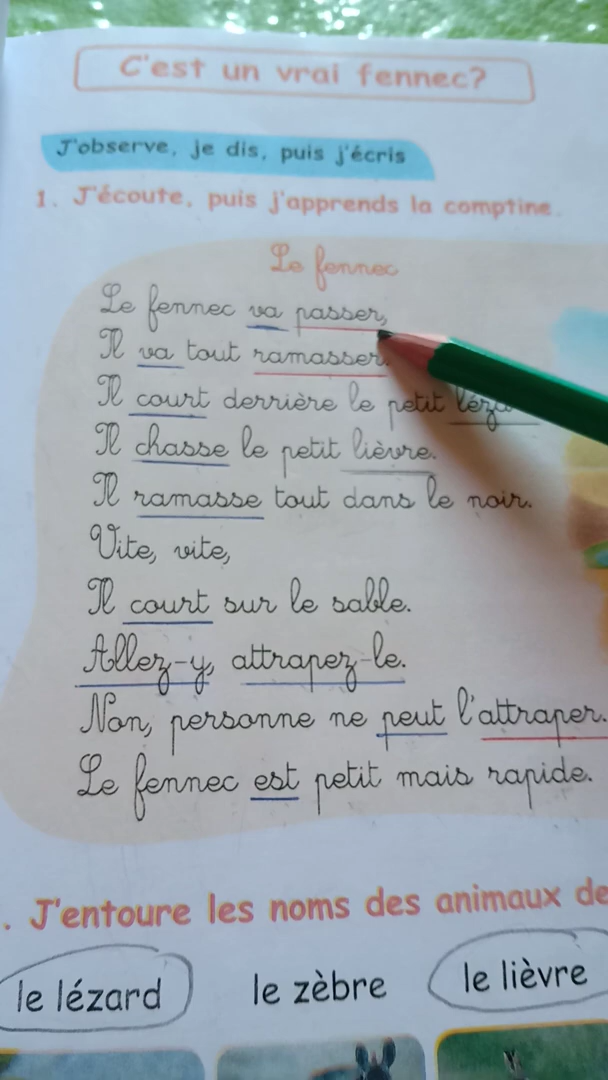 C'est un vrai fennec?
J'observe, je dis, puis j'écris
1. J'écoute, puis j'apprends la comptine.
Le fennec
Le fennec va passer,
Il va tout ramasser.
Il court derrière le petit
Il chasse le petit lièvre.
Il ramasse tout dans le noir.
Vite, vite,
Il court sur le sable.
Allez-y, attrapez-le.
Non, personne ne peut l'attraper.
Le fennec est petit mais rapide.
. J'entoure les noms des animaux de
le lézard le zèbre le lièvre